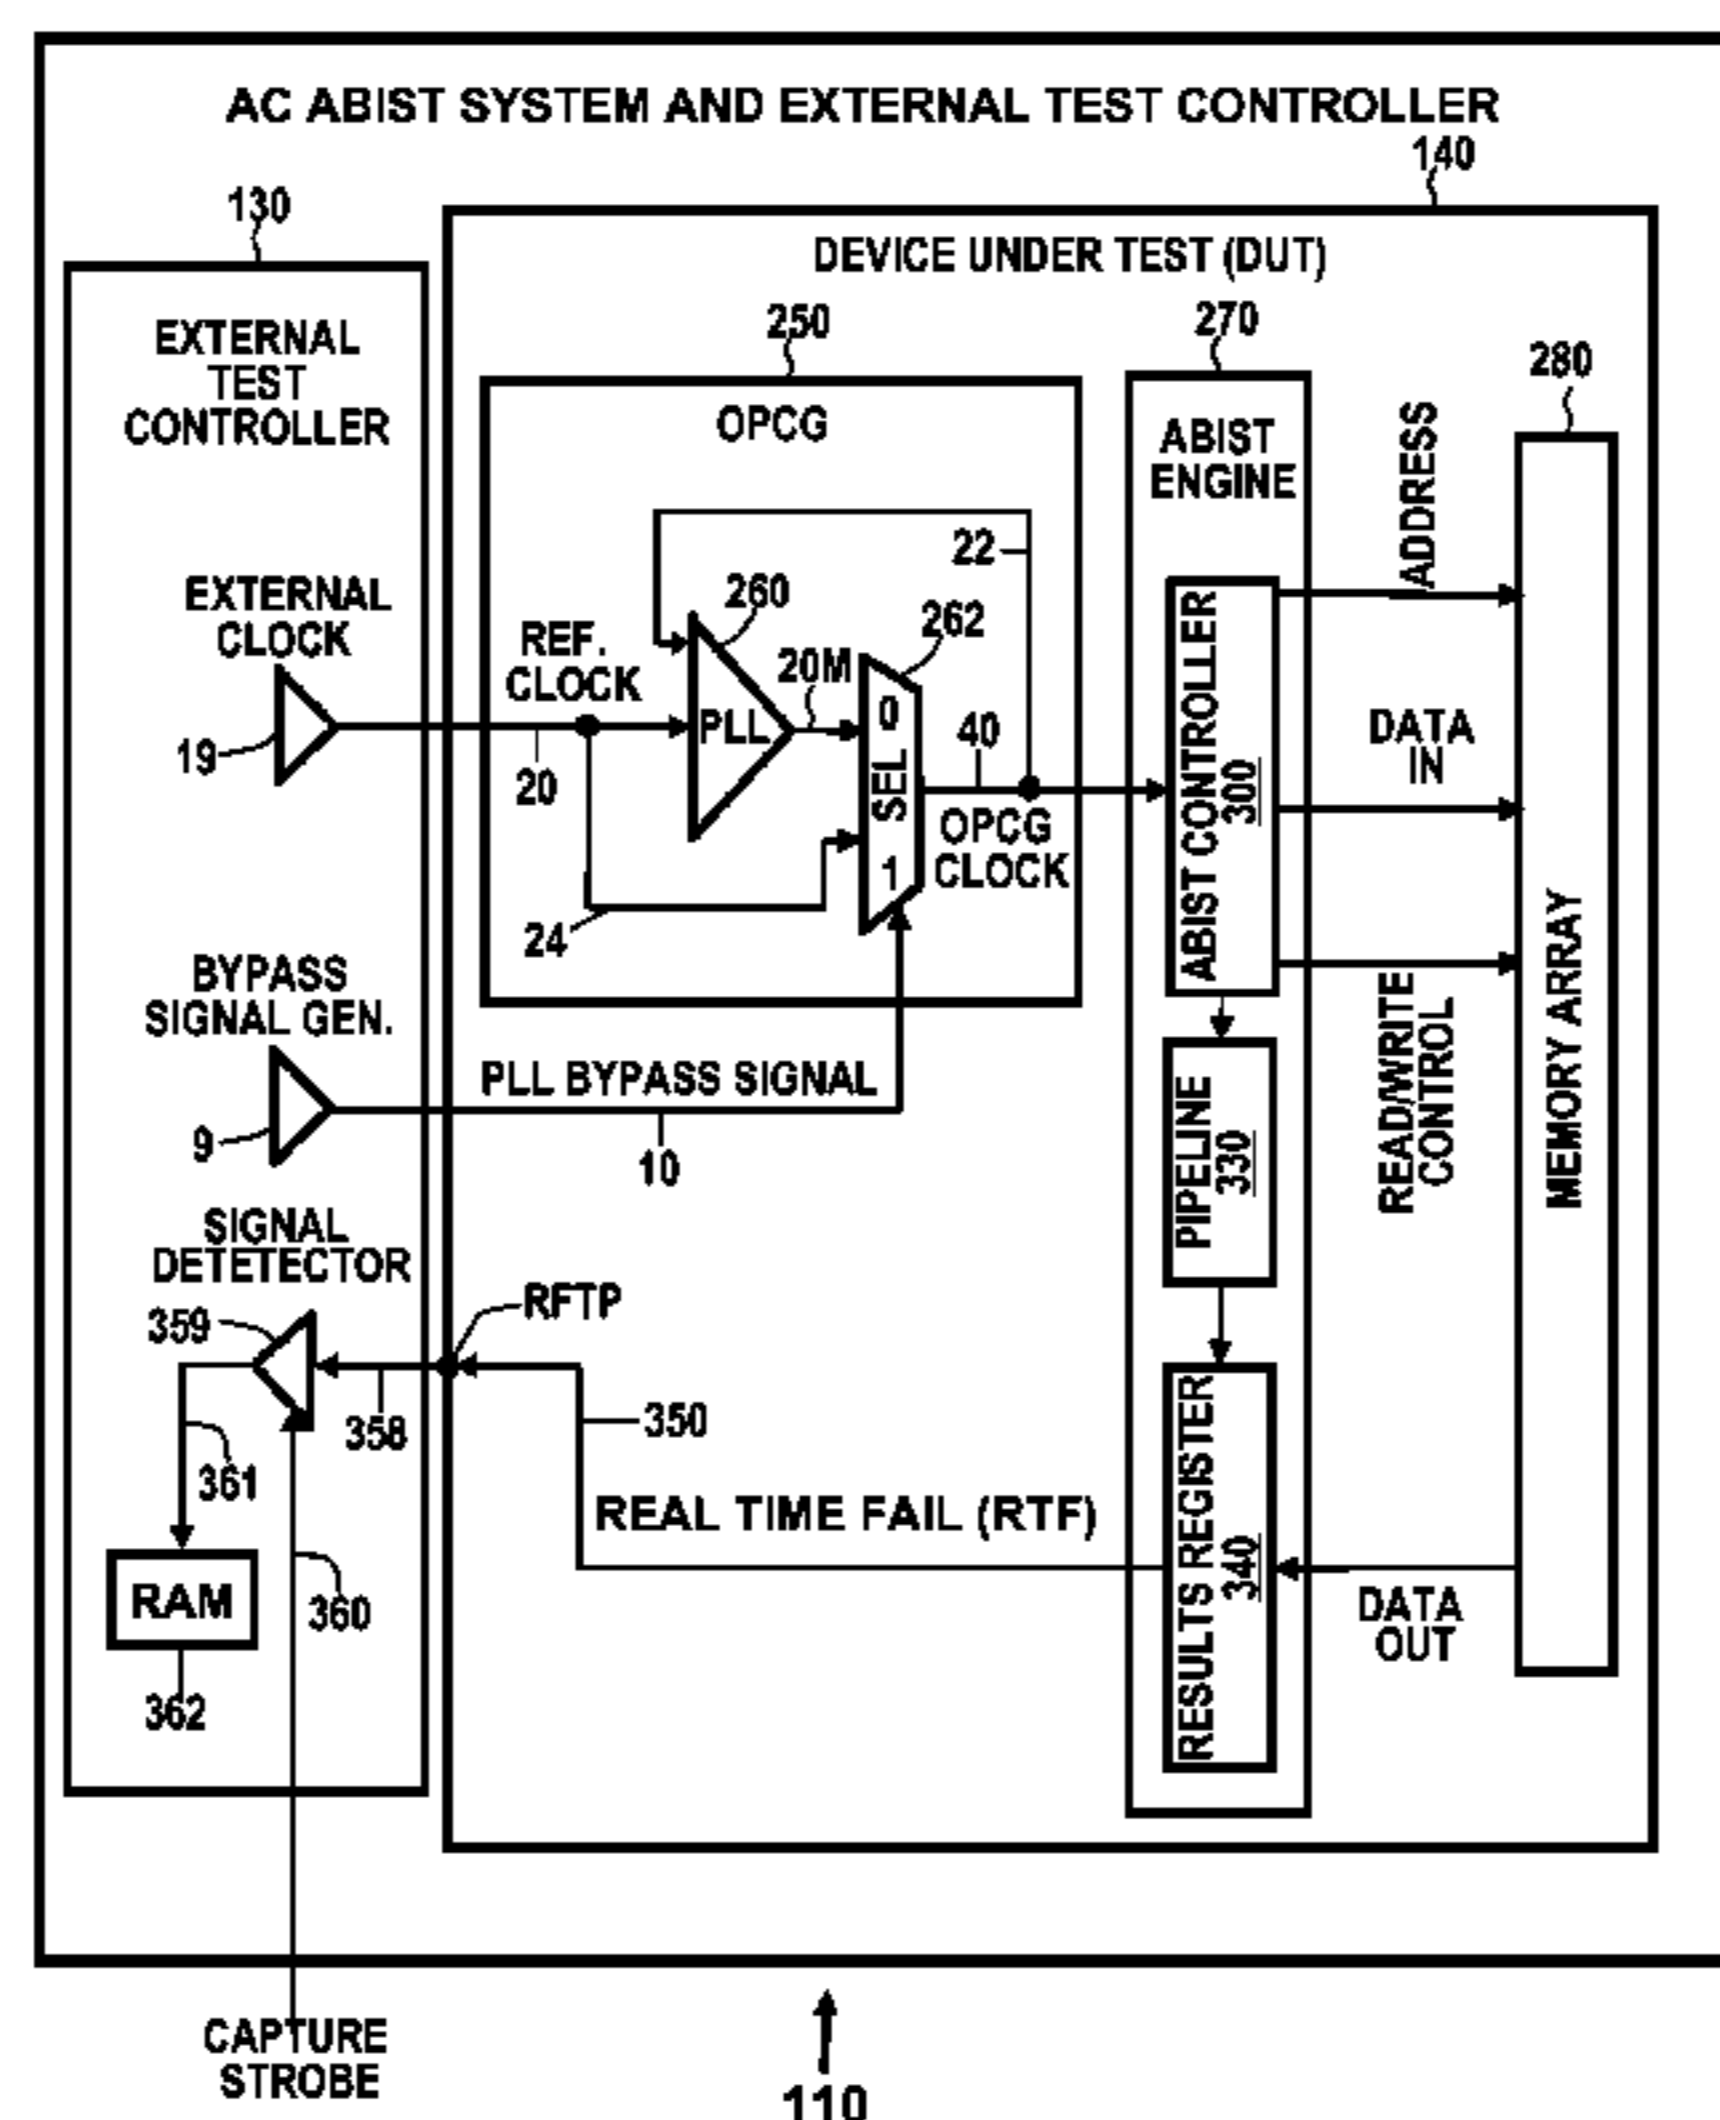 AC ABIST SYSTEM AND EXTERNAL TEST CONTROLLER
140
130
DEVICE UNDER TEST (DUT)
EXTERNAL
TEST
CONTROLLER
250
OPCG
270
ABIST
ENGINE
280
ADDRESS
22
EXTERNAL
CLOCK
19
REF.
CLOCK
20
260
PLL
20M
262
0
SEL
1
40
OPCG
CLOCK
24
ABIST CONTROLLER
300
DATA
IN
READ/WRITE
CONTROL
MEMORY ARRAY
BYPASS
SIGNAL GEN.
9
PLL BYPASS SIGNAL
10
PIPELINE
330
SIGNAL
DETETECTOR
359
RFTP
358
350
361
360
RAM
362
REAL TIME FAIL (RTF)
RESULTS REGISTER
340
DATA
OUT
CAPTURE
STROBE
110